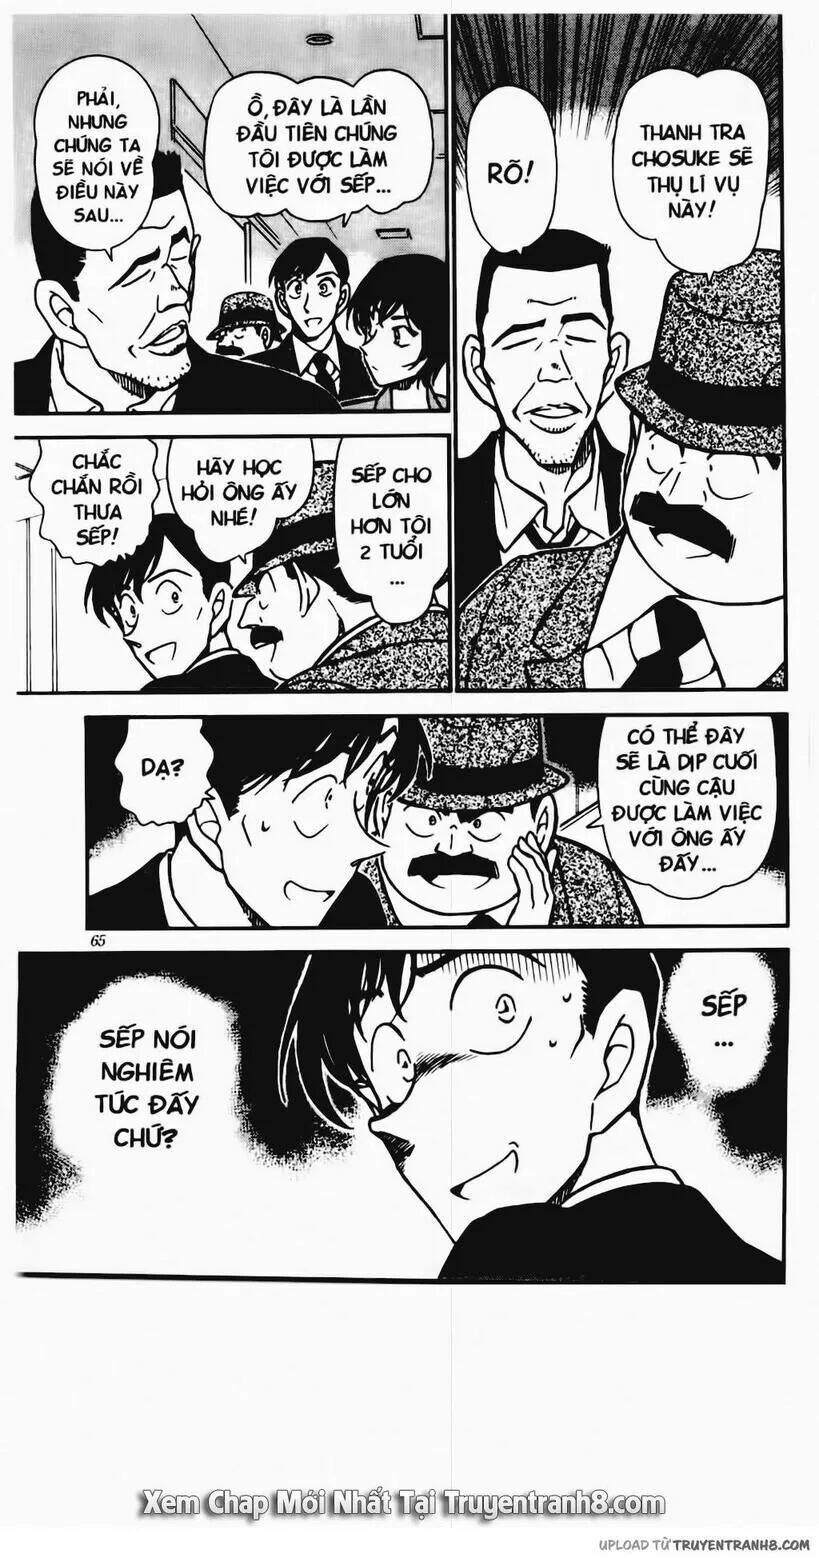 THANH TRA
CHOSUKE SẼ
THỤ LÍ VỤ
NÀY!
RÕ!
Ồ, ĐÂY LÀ LẦN
ĐẦU TIÊN CHÚNG
TÔI ĐƯỢC LÀM
VIỆC VỚI SẾP...
PHẢI,
NHƯNG
CHÚNG TA
SẼ NÓI VỀ
ĐIỀU NÀY
SAU...
SẾP CHO
LỚN
HƠN TÔI
2 TUỔI
...
HÃY HỌC
HỎI ÔNG ẤY
NHÉ!
CHẮC
CHẮN RỒI
THƯA
SẾP!
CÓ THỂ ĐÂY
SẼ LÀ DỊP CUỐI
CÙNG CẬU
ĐƯỢC LÀM VIỆC
VỚI ÔNG ẤY
ĐẤY...
DẠ?
65
SẾP
...
SẾP NÓI
NGHIÊM
TÚC ĐẤY
CHỨ?
Xem Chap Mới Nhất Tại Truyentranh8.com
UPLOAD TỪ TRUYENTRANH8.COM